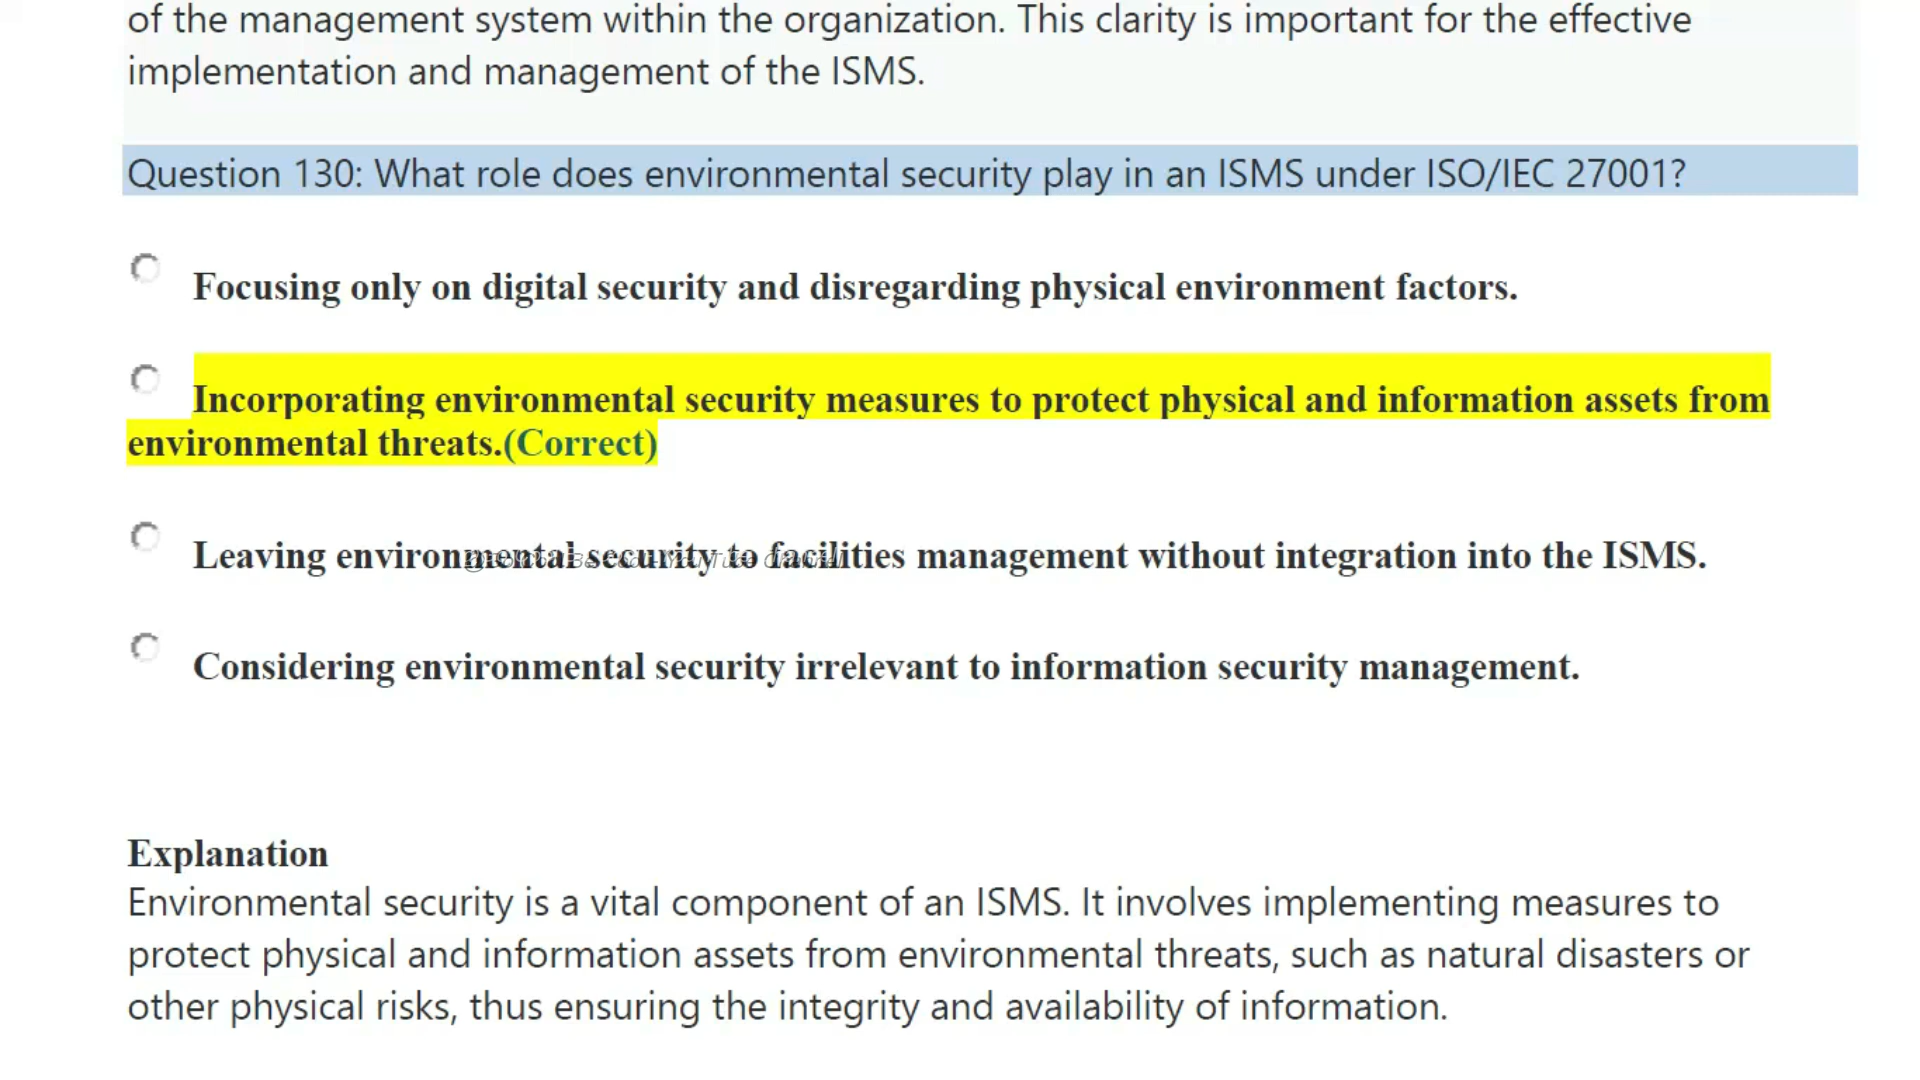 of the management system within the organization. This clarity is important for the effective
implementation and management of the ISMS.
Question 130: What role does environmental security play in an ISMS under ISO/IEC 27001?
Focusing only on digital security and disregarding physical environment factors.
Incorporating environmental security measures to protect physical and information assets from
environmental threats.(Correct)
Leaving environmental security to facilities management without integration into the ISMS.
Considering environmental security irrelevant to information security management.
Explanation
Environmental security is a vital component of an ISMS. It involves implementing measures to
protect physical and information assets from environmental threats, such as natural disasters or
other physical risks, thus ensuring the integrity and availability of information.